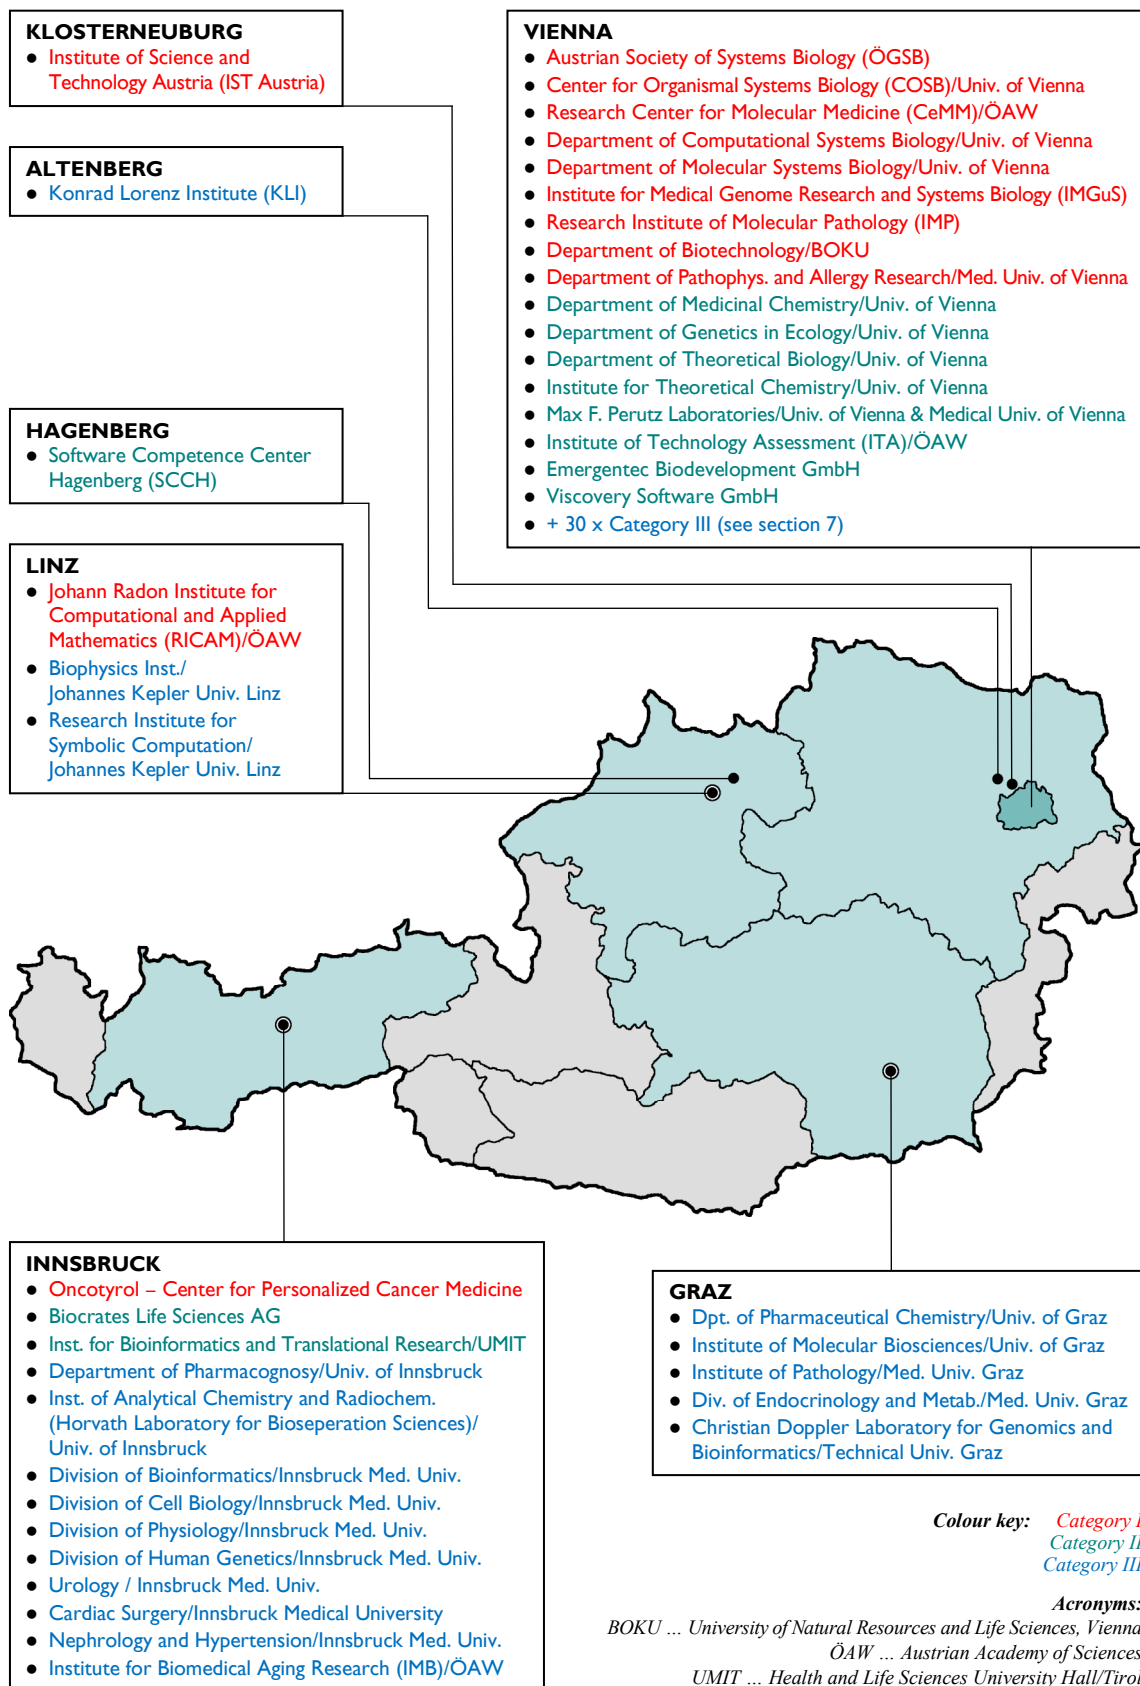 KLOSTERNEUBURG
● Institute of Science and
Technology Austria (IST Austria)
ALTENBERG
● Konrad Lorenz Institute (KLI)
HAGENBERG
● Software Competence Center
Hagenberg (SCCH)
LINZ
● Johann Radon Institute for
Computational and Applied
Mathematics (RICAM)/ÖAW
● Biophysics Inst./
Johannes Kepler Univ. Linz
● Research Institute for
Symbolic Computation/
Johannes Kepler Univ. Linz
VIENNA
● Austrian Society of Systems Biology (ÖGSB)
● Center for Organismal Systems Biology (COSB)/Univ. of Vienna
● Research Center for Molecular Medicine (CeMM)/ÖAW
● Department of Computational Systems Biology/Univ. of Vienna
● Department of Molecular Systems Biology/Univ. of Vienna
● Institute for Medical Genome Research and Systems Biology (IMGuS)
● Research Institute of Molecular Pathology (IMP)
● Department of Biotechnology/BOKU
● Department of Pathophys. and Allergy Research/Med. Univ. of Vienna
● Department of Medicinal Chemistry/Univ. of Vienna
● Department of Genetics in Ecology/Univ. of Vienna
● Department of Theoretical Biology/Univ. of Vienna
● Institute for Theoretical Chemistry/Univ. of Vienna
● Max F. Perutz Laboratories/Univ. of Vienna & Medical Univ. of Vienna
● Institute of Technology Assessment (ITA)/ÖAW
● Emergentec Biodevelopment GmbH
● Viscovery Software GmbH
● + 30 x Category III (see section 7)
INNSBRUCK
● Oncotyrol – Center for Personalized Cancer Medicine
● Biocrates Life Sciences AG
● Inst. for Bioinformatics and Translational Research/UMIT
● Department of Pharmacognosy/Univ. of Innsbruck
● Inst. of Analytical Chemistry and Radiochem.
(Horvath Laboratory for Bioseperation Sciences)/
Univ. of Innsbruck
● Division of Bioinformatics/Innsbruck Med. Univ.
● Division of Cell Biology/Innsbruck Med. Univ.
● Division of Physiology/Innsbruck Med. Univ.
● Division of Human Genetics/Innsbruck Med. Univ.
● Urology / Innsbruck Med. Univ.
● Cardiac Surgery/Innsbruck Medical University
● Nephrology and Hypertension/Innsbruck Med. Univ.
● Institute for Biomedical Aging Research (IMB)/ÖAW
GRAZ
● Dpt. of Pharmaceutical Chemistry/Univ. of Graz
● Institute of Molecular Biosciences/Univ. of Graz
● Institute of Pathology/Med. Univ. Graz
● Div. of Endocrinology and Metab./Med. Univ. Graz
● Christian Doppler Laboratory for Genomics and
Bioinformatics/Technical Univ. Graz
Colour key: Category I
Category II
Category III
Acronyms:
BOKU ... University of Natural Resources and Life Sciences, Vienna
ÖAW ... Austrian Academy of Sciences
UMIT ... Health and Life Sciences University Hall/Tirol